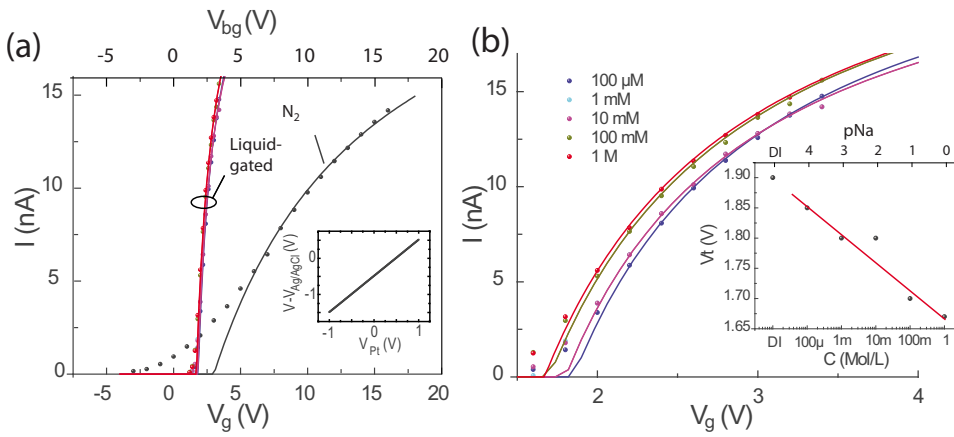 (a)
V_bg(V)
-5 0 5 10 15 20
15
10
5
0
I (nA)
N₂
Liquid-
gated
V-V_Ag/AgCl (V)
0
-1
-1 0 1
V_Pt (V)
-5 0 5 10 15 20
V_g (V)
(b)
15
10
5
0
I (nA)
100 µM
1 mM
10 mM
100 mM
1 M
pNa
DI 4 3 2 1 0
1.90
1.85
1.80
1.75
1.70
1.65
Vt (V)
DI 100µ 1m 10m 100m 1
C (Mol/L)
2 3 4
V_g (V)